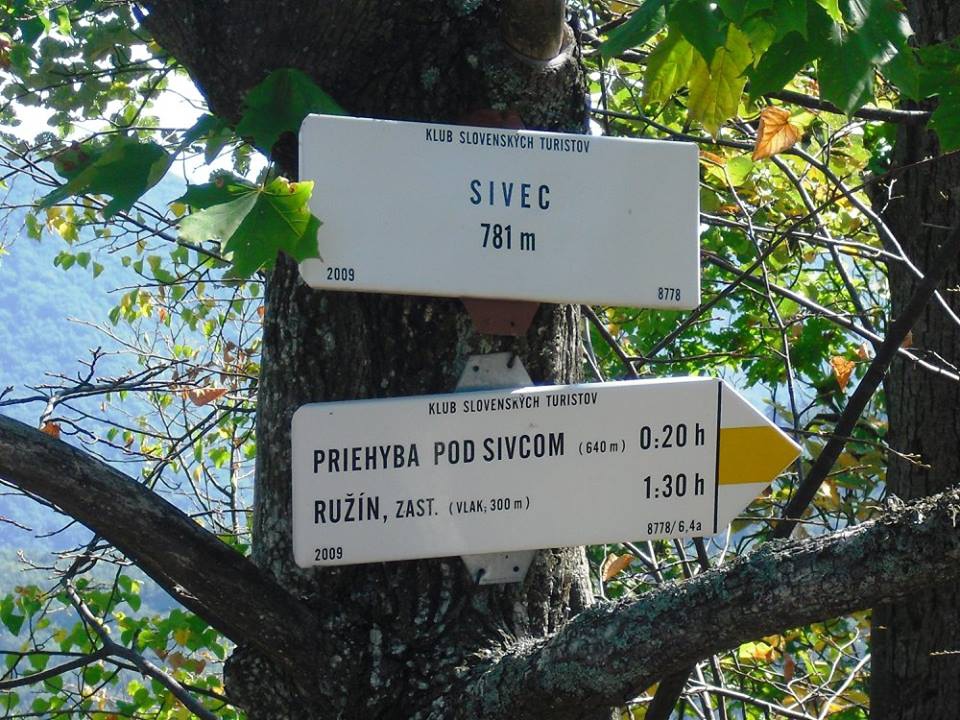 KLUB SLOVENSKÝCH TURISTOV
SIVEC
781 m
2009 8778
KLUB SLOVENSKÝCH TURISTOV
PRIEHYBA POD SIVCOM (640 m) 0:20 h
RUŽÍN, ZAST. (VLAK; 300 m) 1:30 h
2009 8778/6,4a